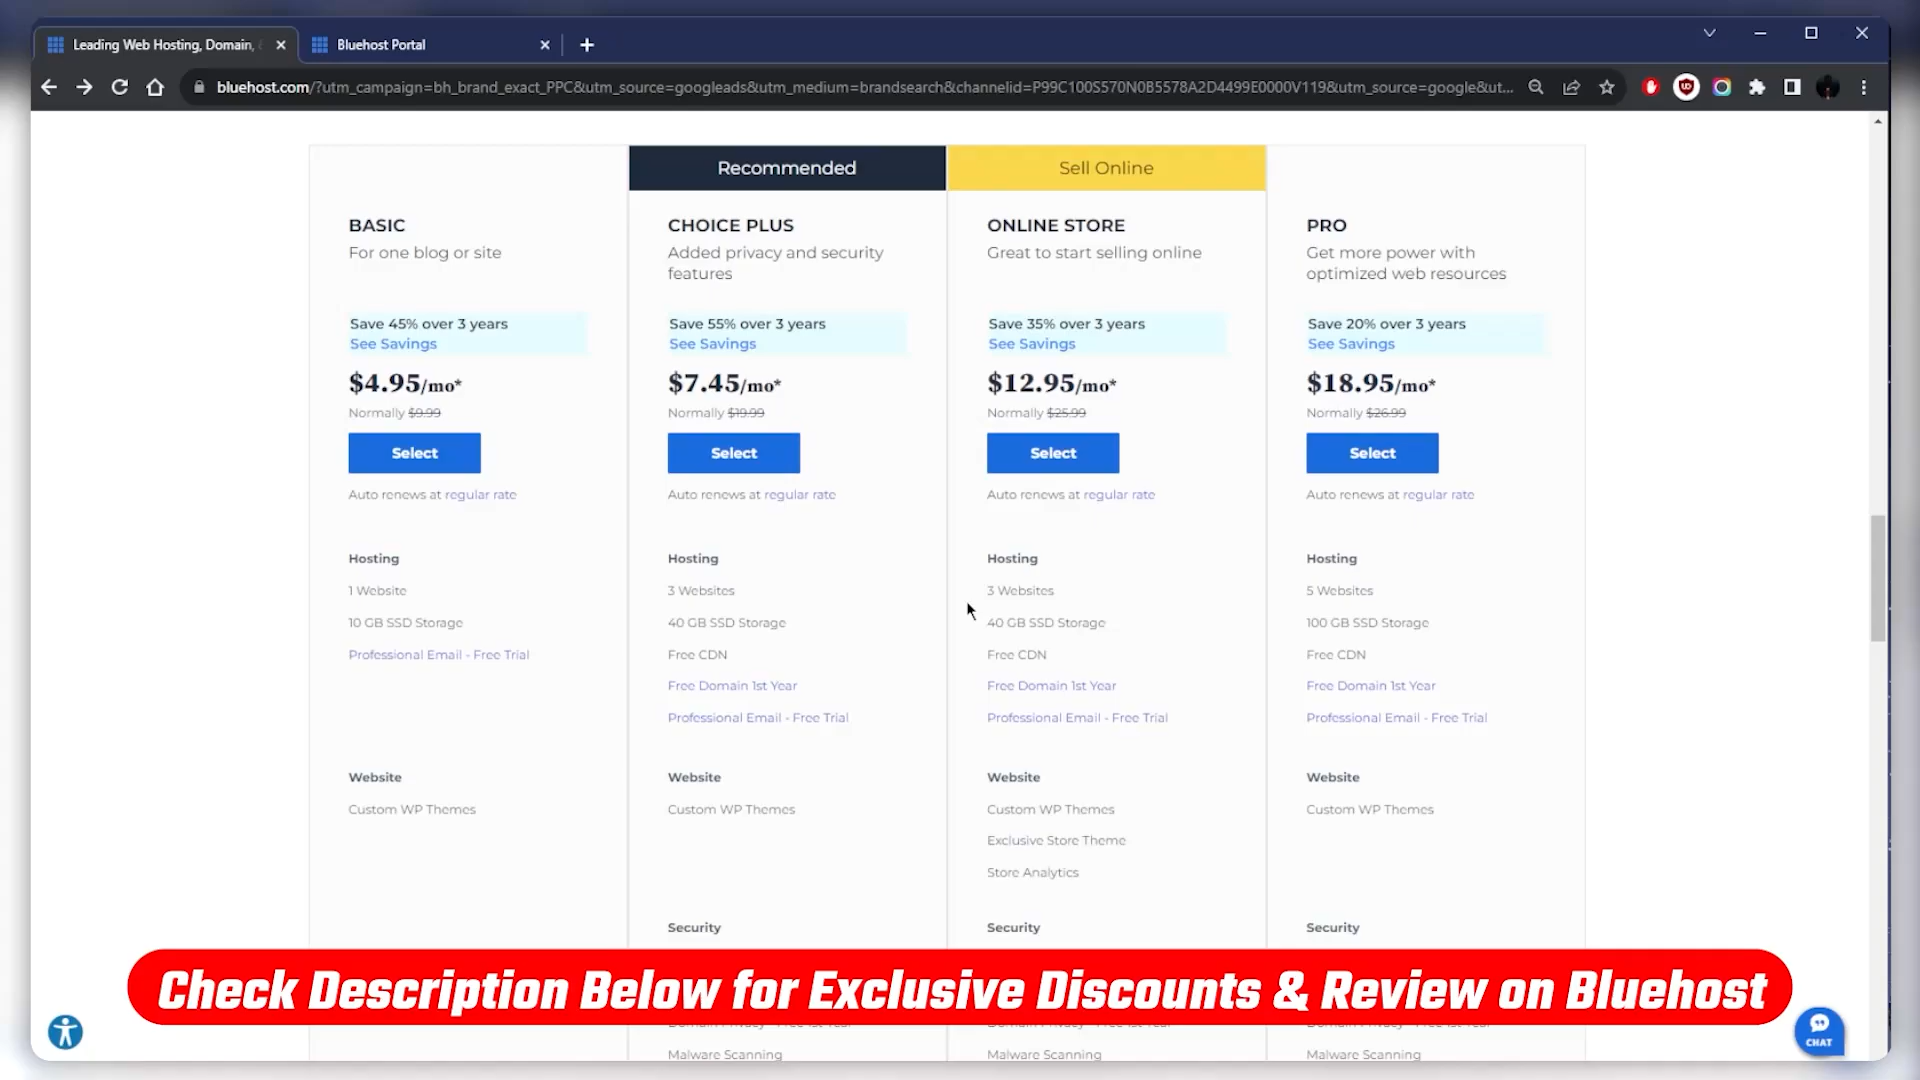 Leading Web Hosting, Domain,
Bluehost Portal
bluehost.com/?utm_campaign=bh_brand_exact_PPC&utm_source=googleads&utm_medium=brandsearch&channelid=P99C100S570N0B5578A2D4499E0000V119&utm_source=google&ut...
Recommended
Sell Online
BASIC
For one blog or site
Save 45% over 3 years
See Savings
$4.95/mo*
Normally $9.99
Select
Auto renews at regular rate
Hosting
1 Website
10 GB SSD Storage
Professional Email - Free Trial
Website
Custom WP Themes
CHOICE PLUS
Added privacy and security
features
Save 55% over 3 years
See Savings
$7.45/mo*
Normally $19.99
Select
Auto renews at regular rate
Hosting
3 Websites
40 GB SSD Storage
Free CDN
Free Domain 1st Year
Professional Email - Free Trial
Website
Custom WP Themes
Security
Malware Scanning
ONLINE STORE
Great to start selling online
Save 35% over 3 years
See Savings
$12.95/mo*
Normally $25.99
Select
Auto renews at regular rate
Hosting
3 Websites
40 GB SSD Storage
Free CDN
Free Domain 1st Year
Professional Email - Free Trial
Website
Custom WP Themes
Exclusive Store Theme
Store Analytics
Security
Malware Scanning
PRO
Get more power with
optimized web resources
Save 20% over 3 years
See Savings
$18.95/mo*
Normally $26.99
Select
Auto renews at regular rate
Hosting
5 Websites
100 GB SSD Storage
Free CDN
Free Domain 1st Year
Professional Email - Free Trial
Website
Custom WP Themes
Security
Malware Scanning
Check Description Below for Exclusive Discounts & Review on Bluehost
CHAT